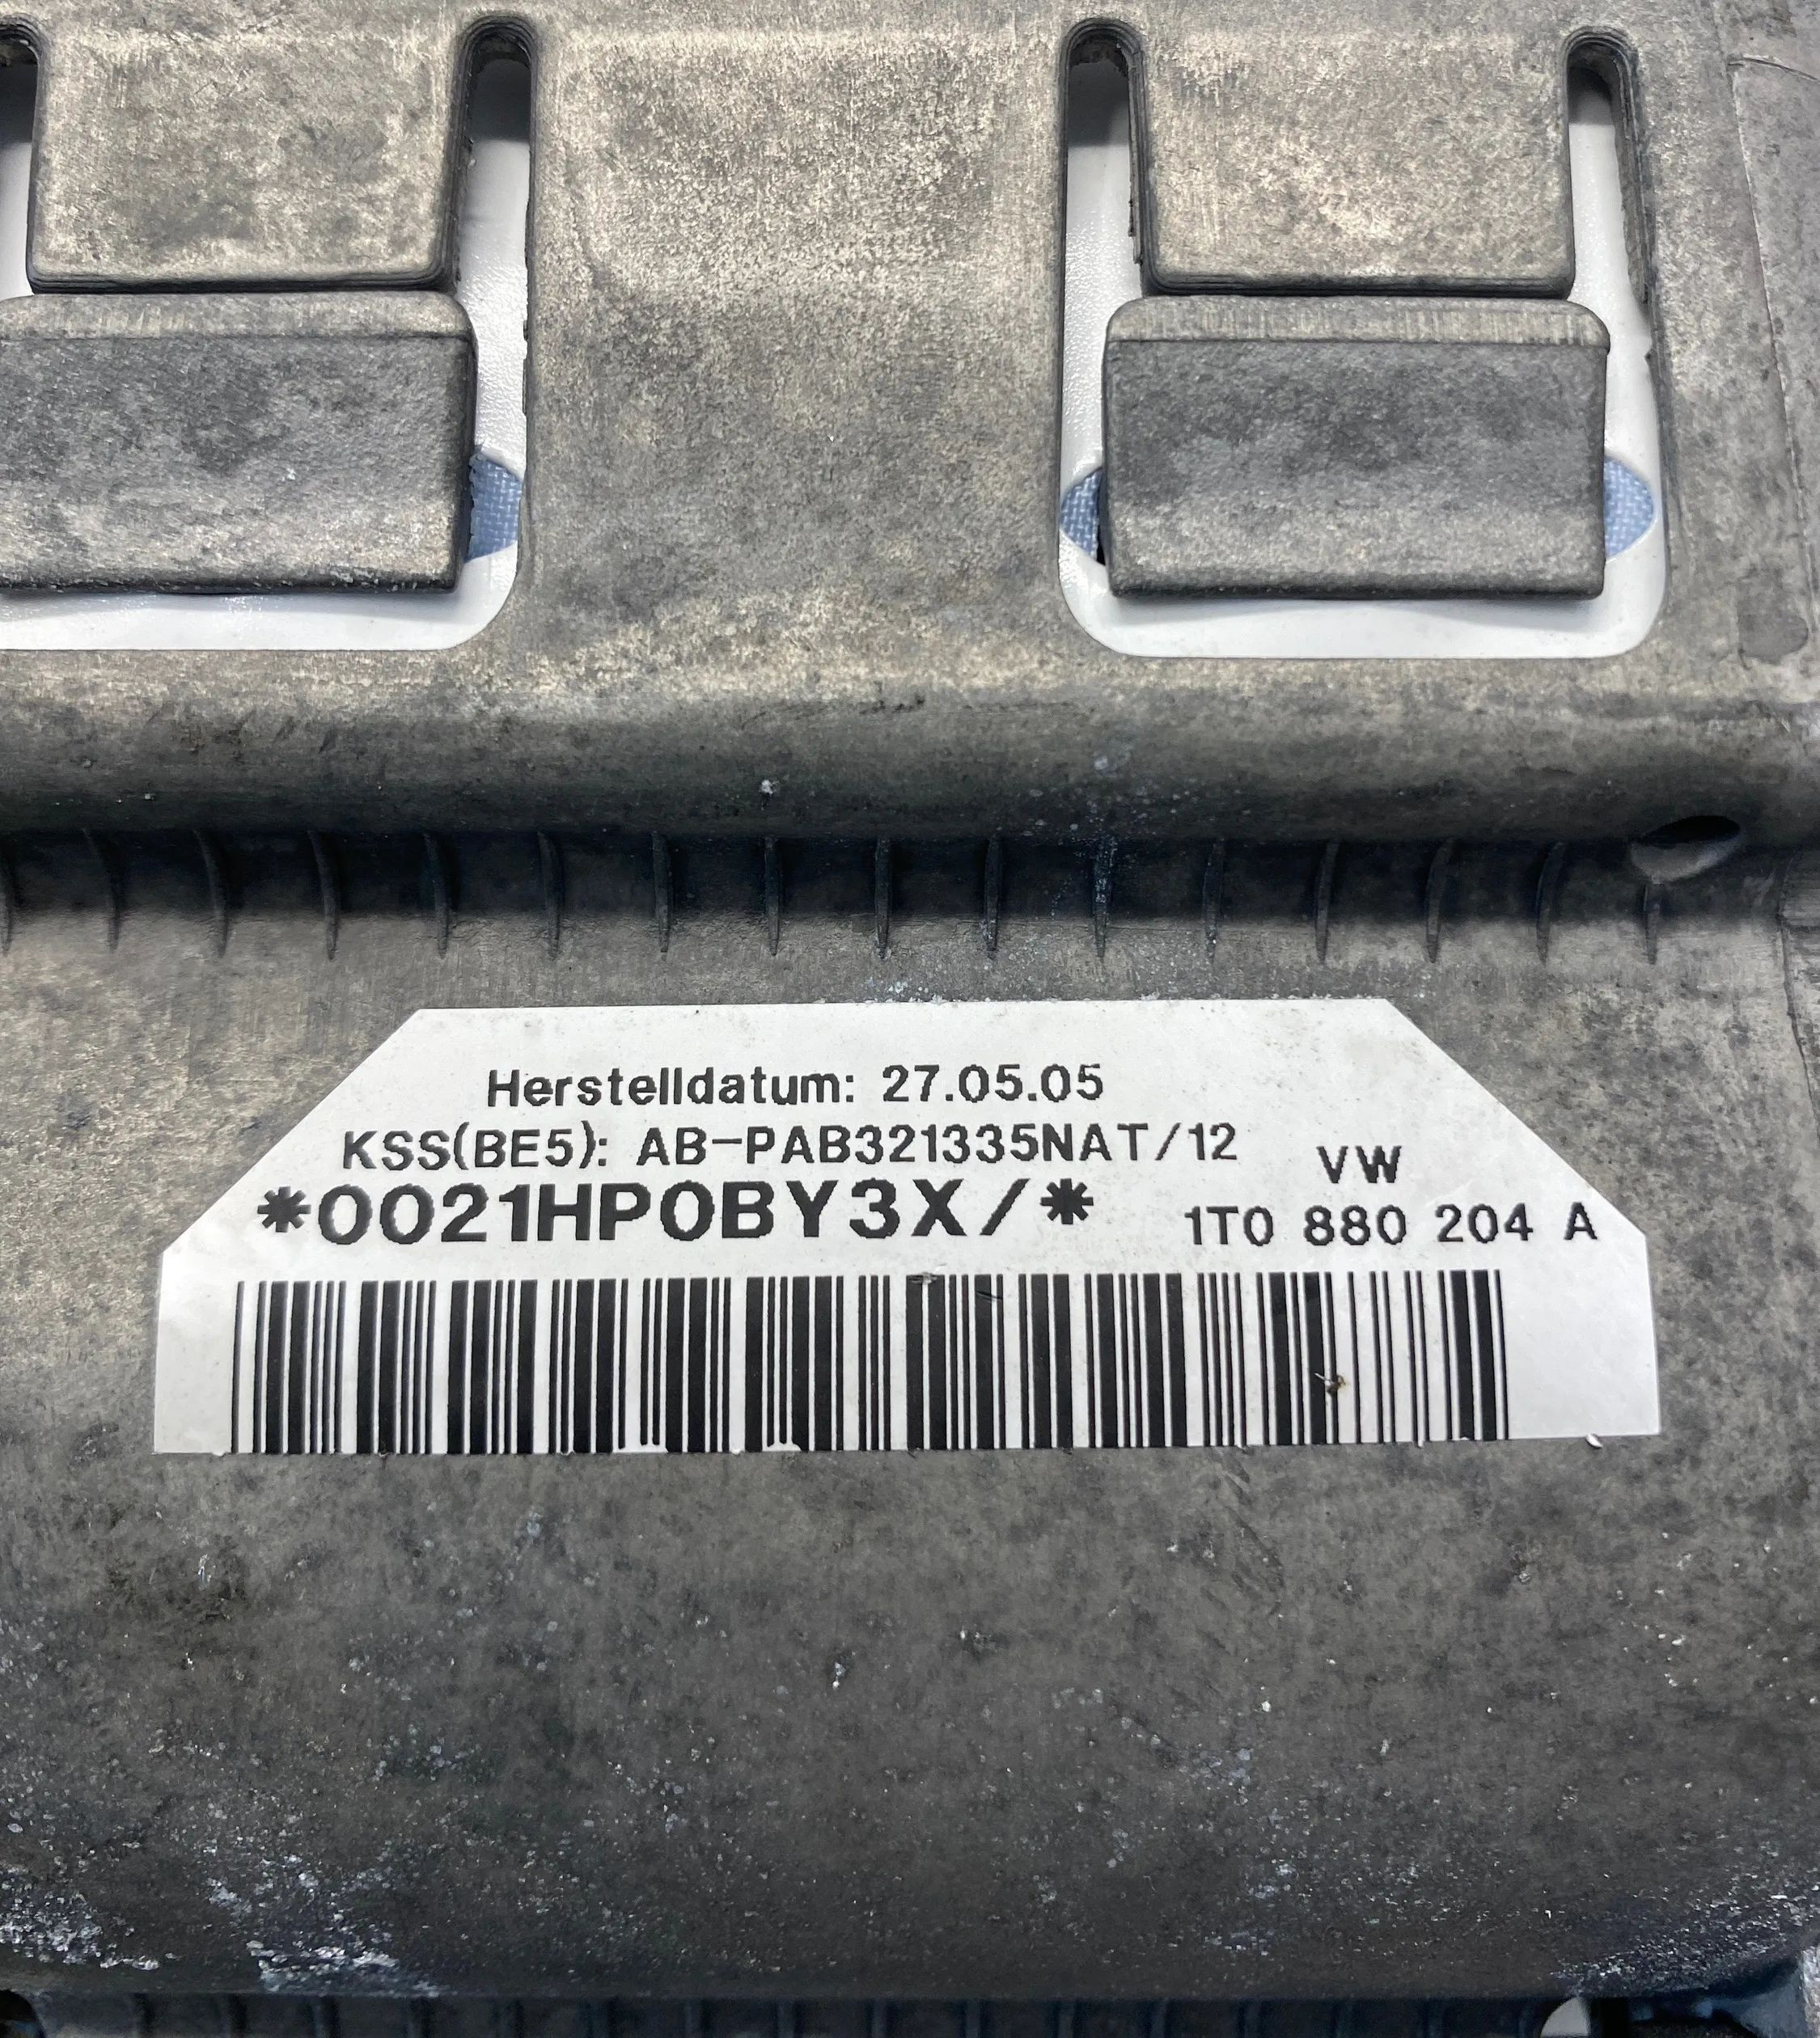 Herstelldatum: 27.05.05
KSS(BE5): AB-PAB321335NAT/12
VW
*0021HP0BY3X/*
1T0 880 204 A